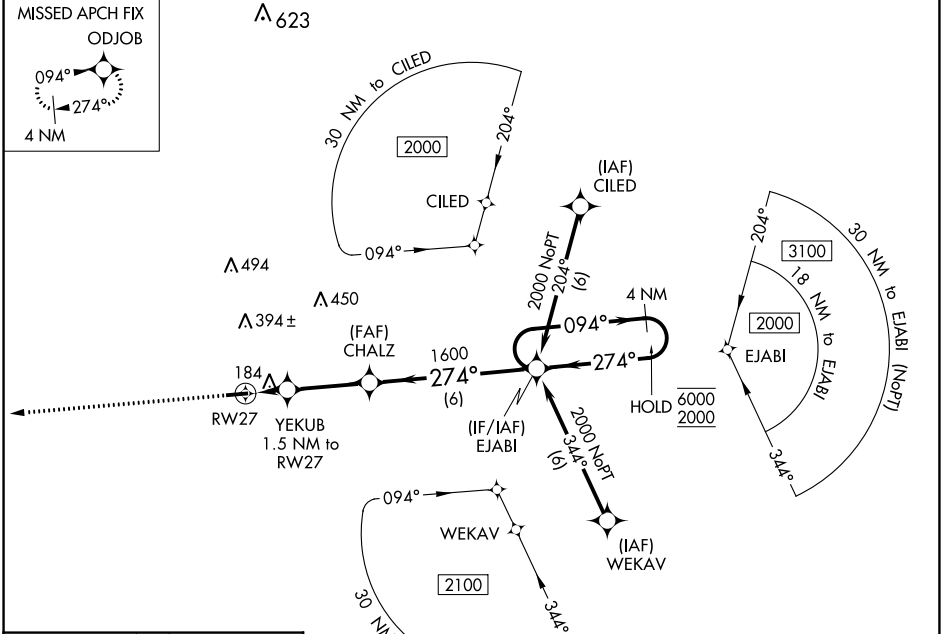 MISSED APCH FIX
ODJOB
094°
274°
4 NM
623
30 NM to CILED
2000
204°
CILED
094°
(IAF)
CILED
2000 NoPT
204°
(6)
494
450
394 ±
4 NM
094°
274°
HOLD
6000
2000
204°
3100
30 NM to EJABI (NoPT)
18 NM to EJABI
2000
EJABI
344°
(FAF)
CHALZ
1600
274°
(6)
184
RW27
YEKUB
1.5 NM to
RW27
(IF/IAF)
EJABI
2000 NoPT
344°
(6)
(IAF)
WEKAV
094°
WEKAV
2100
344°
30 NM